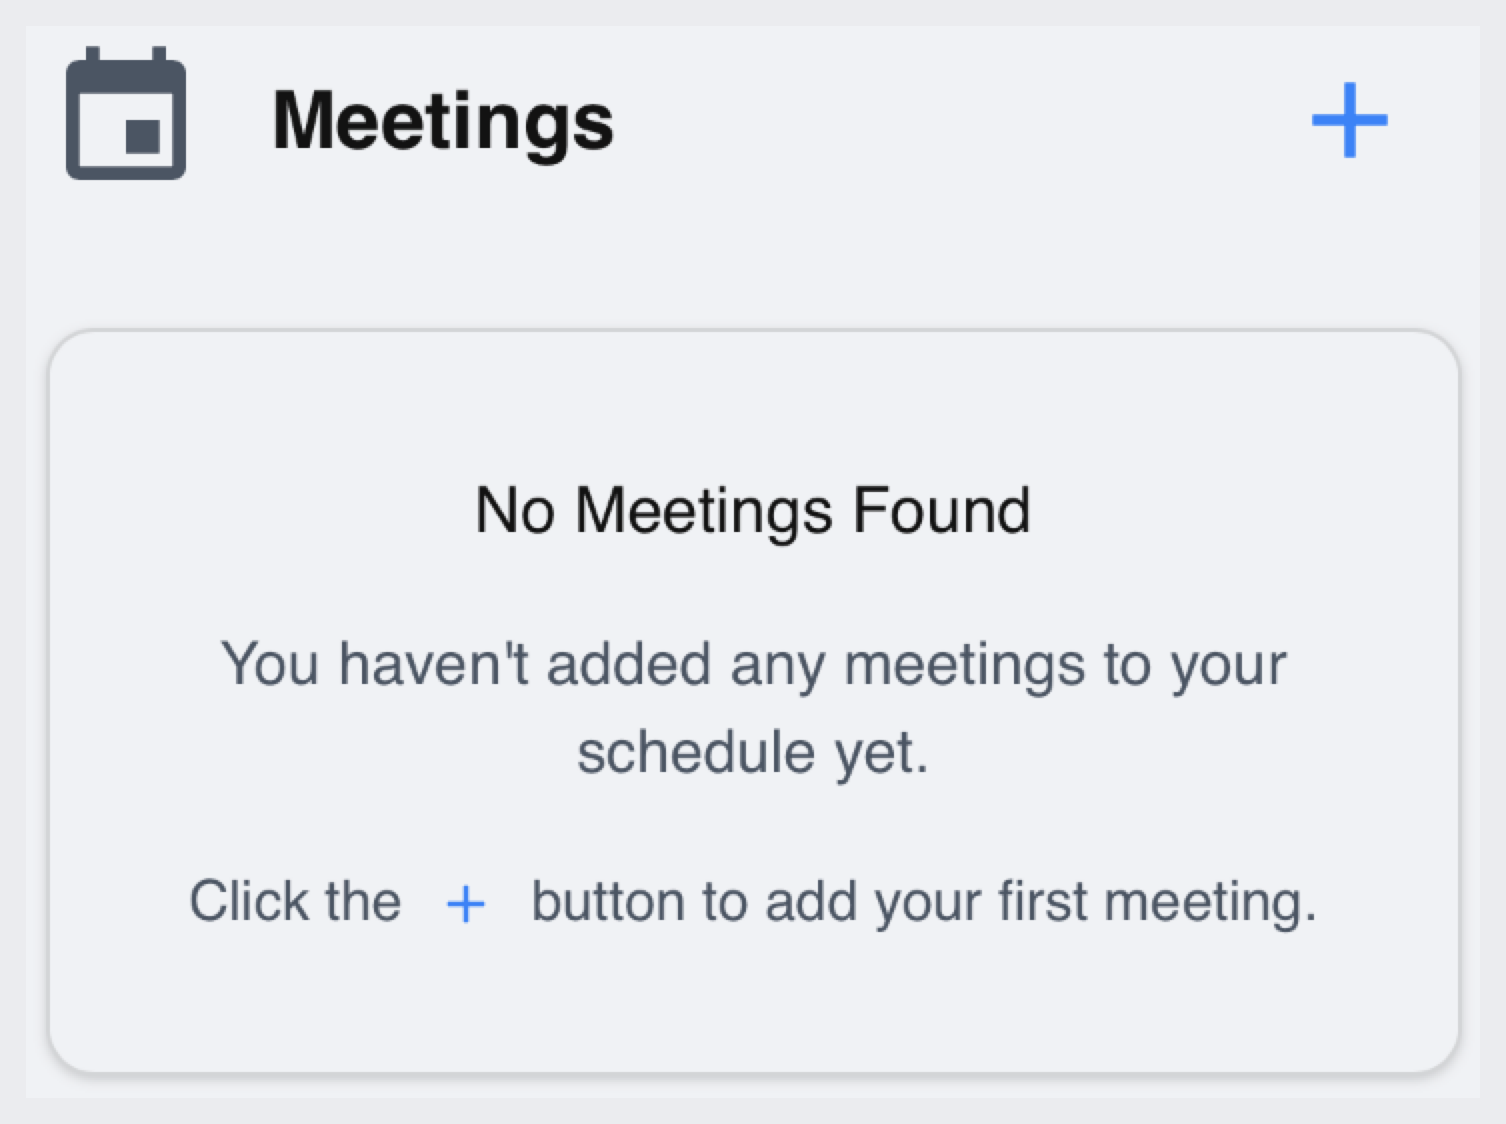 Meetings
No Meetings Found
You haven't added any meetings to your
schedule yet.
Click the + button to add your first meeting.